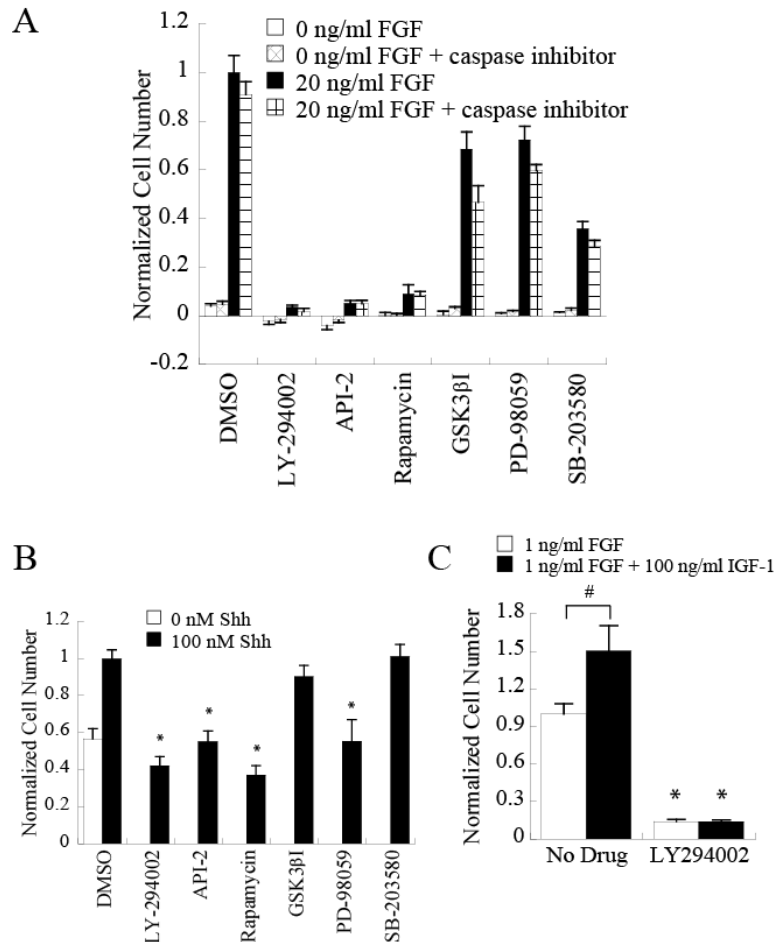 A
0 ng/ml FGF
0 ng/ml FGF + caspase inhibitor
20 ng/ml FGF
20 ng/ml FGF + caspase inhibitor
Normalized Cell Number
1.2
1
0.8
0.6
0.4
0.2
0
-0.2
DMSO
LY-294002
API-2
Rapamycin
GSK3βI
PD-98059
SB-203580
B
0 nM Shh
100 nM Shh
Normalized Cell Number
1.2
1
0.8
0.6
0.4
0.2
0
*
*
*
*
DMSO
LY-294002
API-2
Rapamycin
GSK3βI
PD-98059
SB-203580
C
1 ng/ml FGF
1 ng/ml FGF + 100 ng/ml IGF-1
Normalized Cell Number
1.8
1.5
1.5
0.9
0.6
0.3
0
#
* *
No Drug LY294002